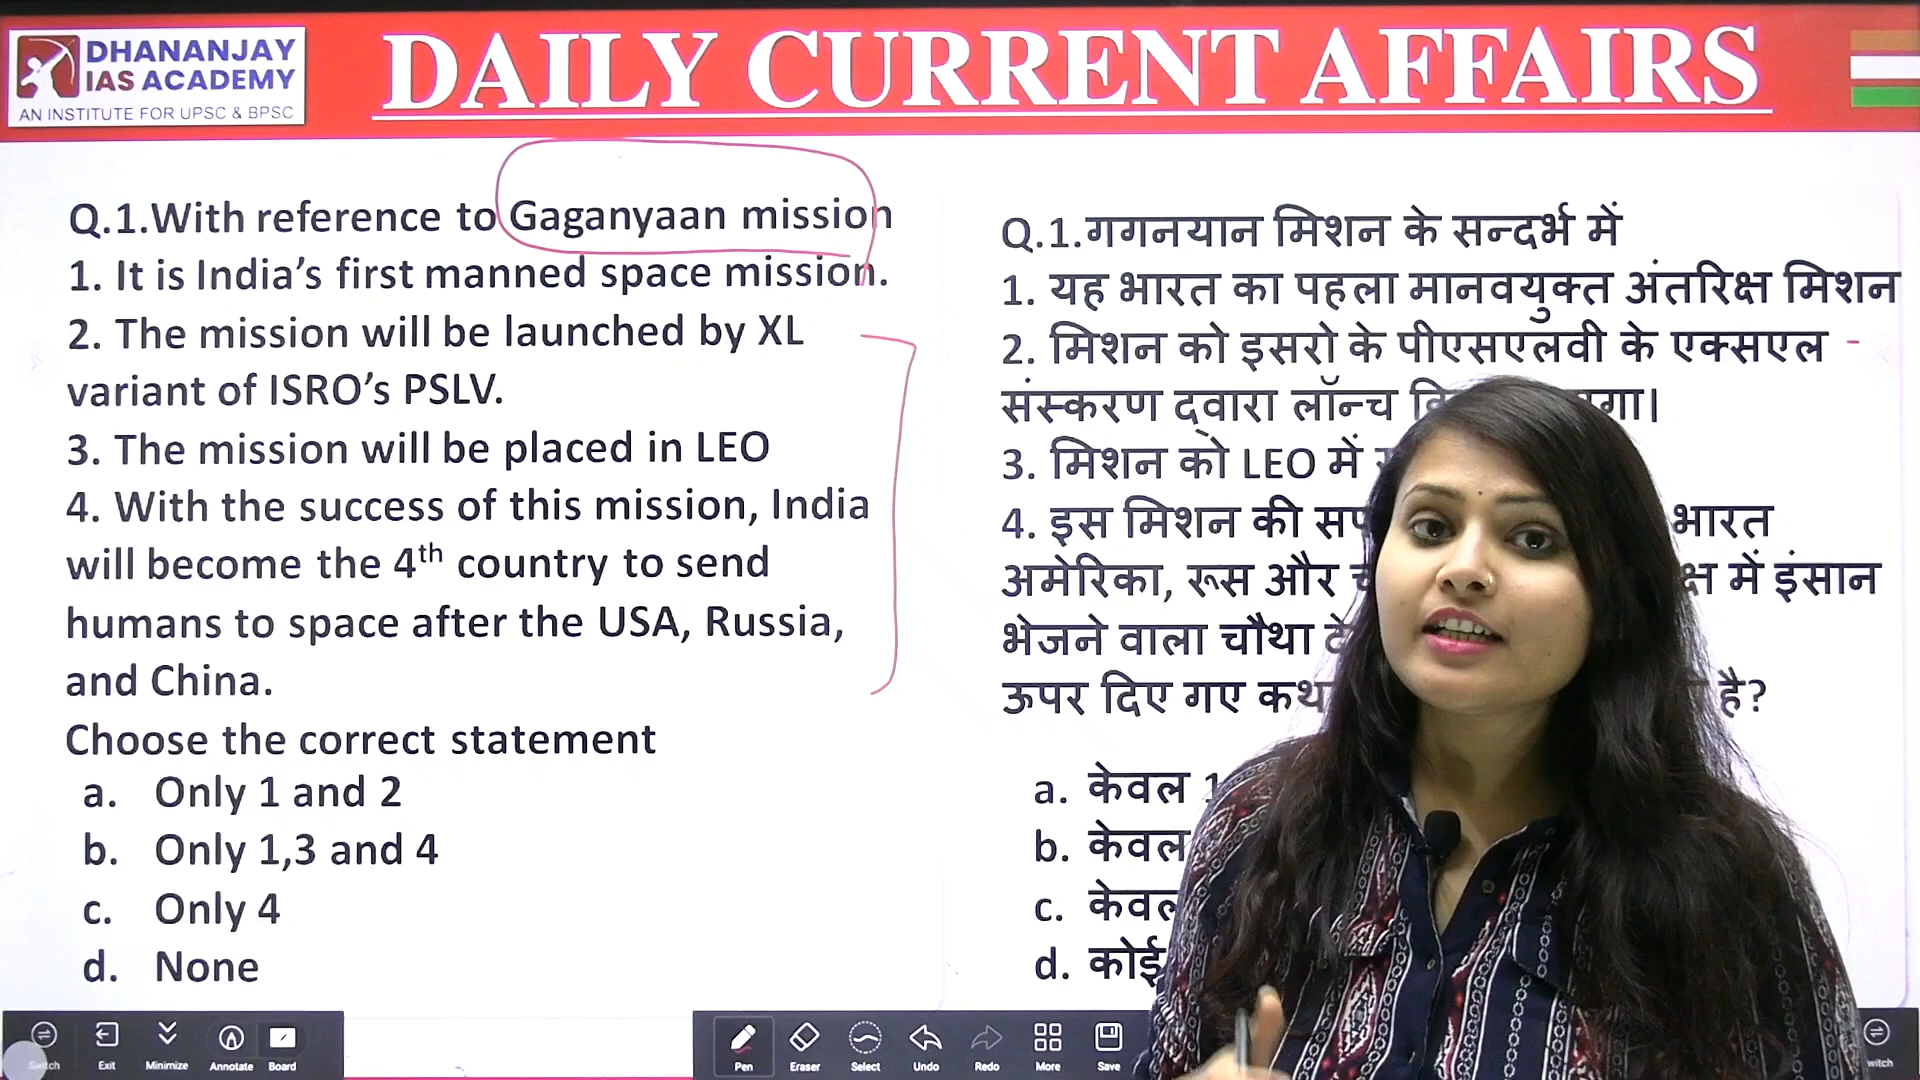 DHANANJAY
IAS ACADEMY
AN INSTITUTE FOR UPSC & BPSC
DAILY CURRENT AFFAIRS
Q.1.With reference to Gaganyaan mission
1. It is India's first manned space mission.
2. The mission will be launched by XL
variant of ISRO's PSLV.
3. The mission will be placed in LEO
4. With the success of this mission, India
will become the 4th country to send
humans to space after the USA, Russia,
and China.
Choose the correct statement
a. Only 1 and 2
b. Only 1,3 and 4
c. Only 4
d. None
Q.1.गगनयान मिशन के सन्दर्भ में
1. यह भारत का पहला मानवयुक्त अंतरिक्ष मिशन
2. मिशन को इसरो के पीएसएलवी के एक्सएल
संस्करण द्वारा लॉन्च
3. मिशन को LEO में
4. इस मिशन की भारत
अमेरिका, रूस और में इंसान
भेजने वाला चौथा
ऊपर दिए गए है?
a. केवल 1
b. केवल
c. केवल
d. कोई
Switch Exit Minimize Annotate Board Pen Eraser Select Undo Redo More Save